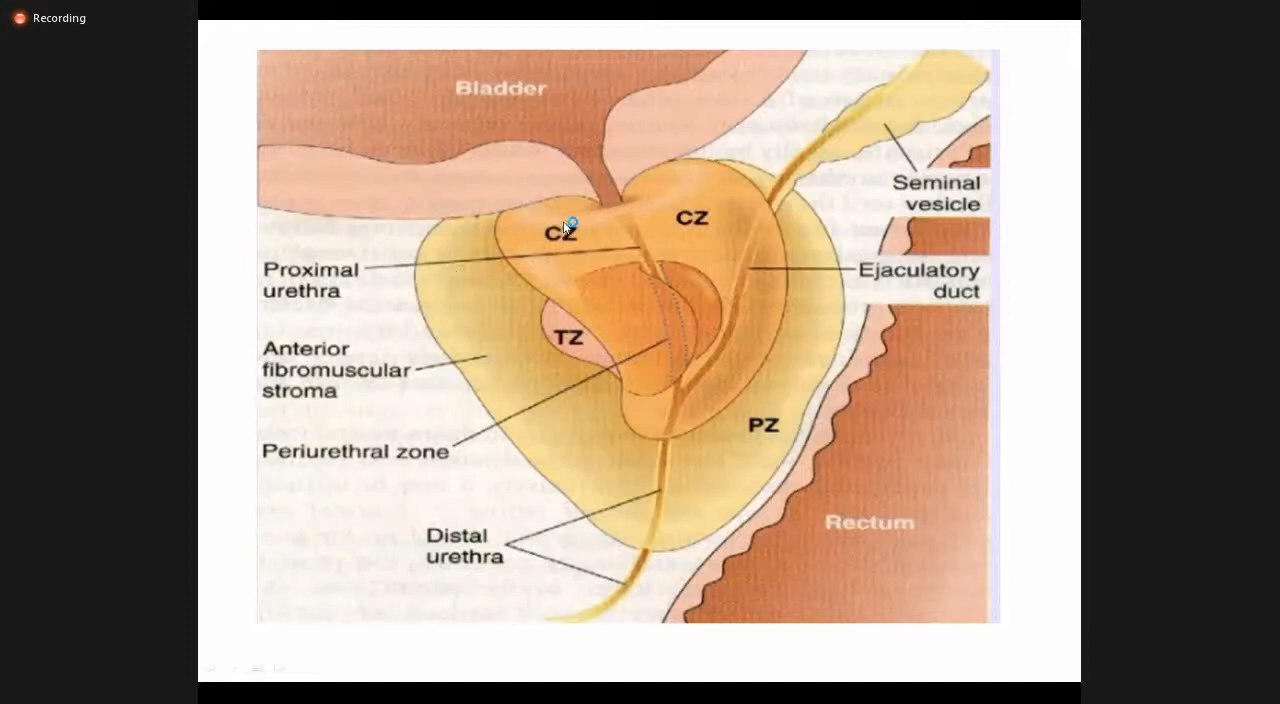 Recording
Bladder
Seminal
vesicle
CZ
CZ
Proximal
urethra
Ejaculatory
duct
TZ
Anterior
fibromuscular
stroma
PZ
Periurethral zone
Rectum
Distal
urethra